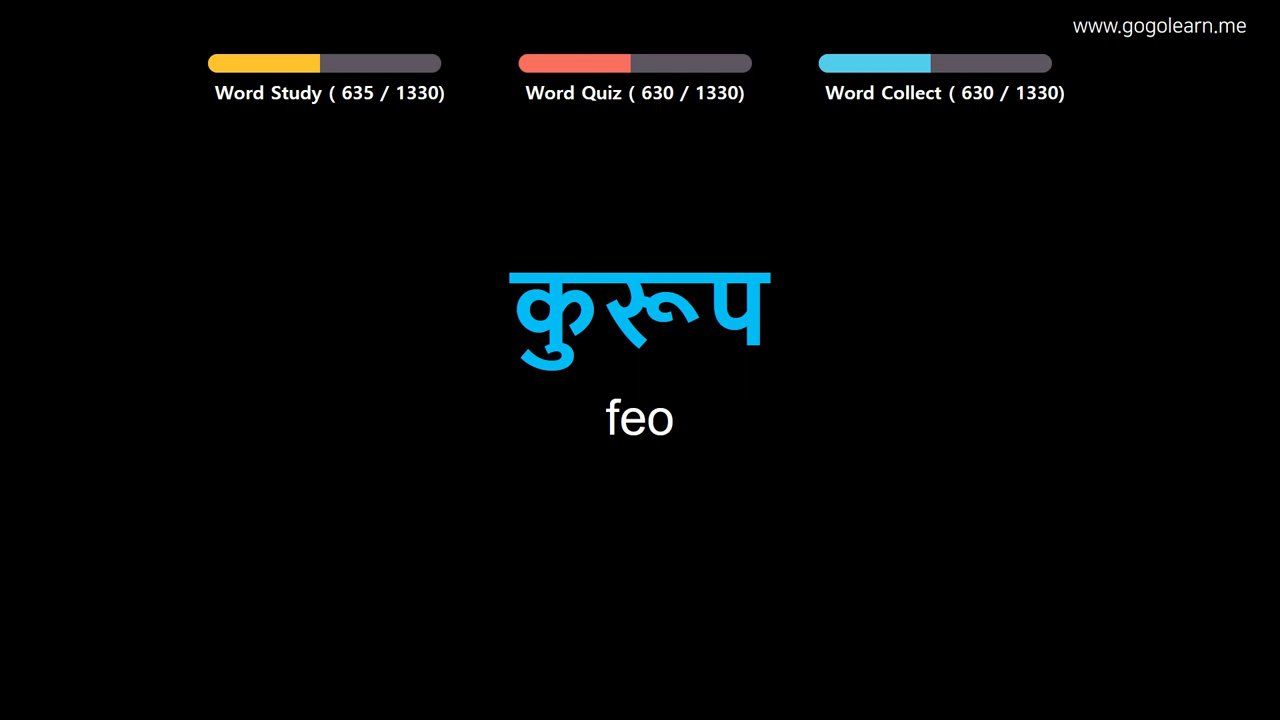 www.gogolearn.me
Word Study ( 635 / 1330)
Word Quiz ( 630 / 1330)
Word Collect ( 630 / 1330)
कुरूप
feo